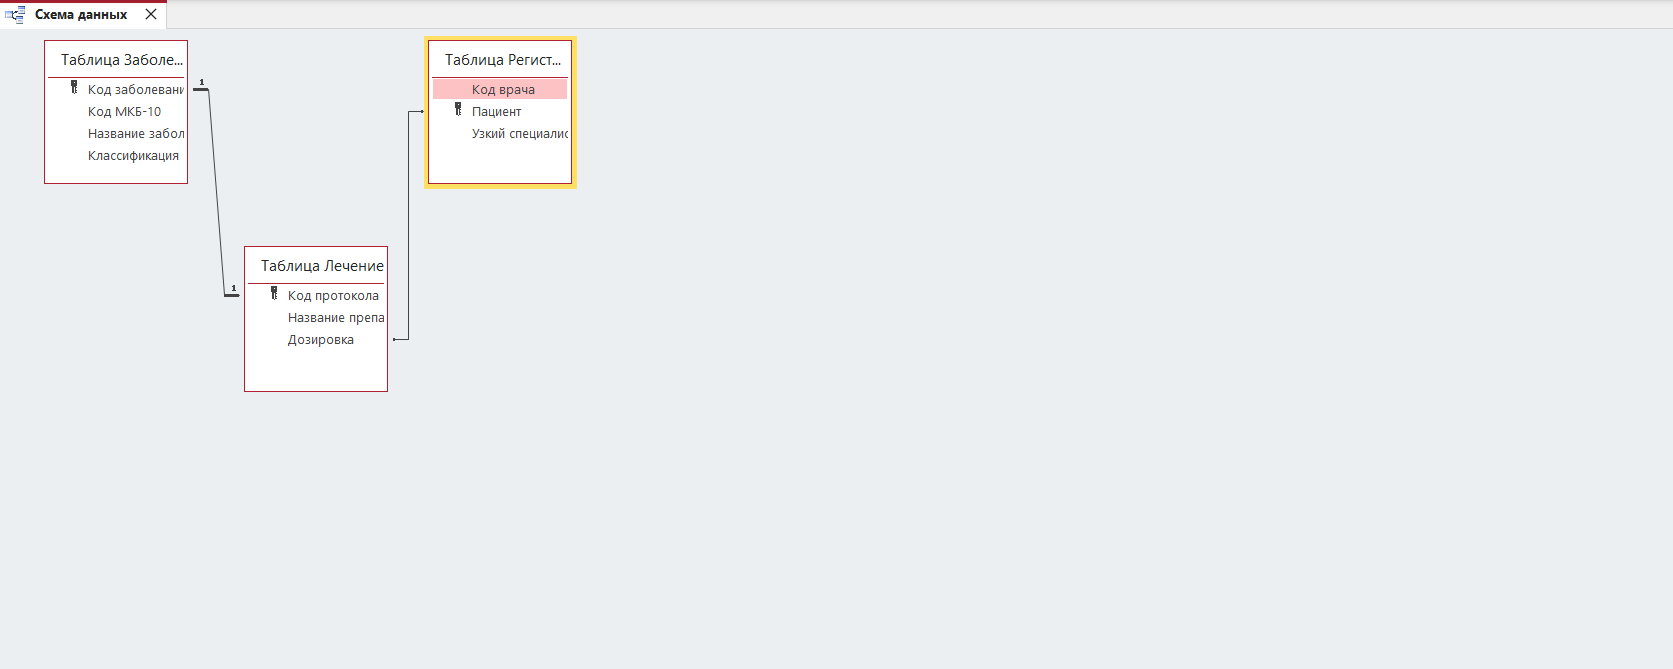 Схема данных
Таблица Заболе...
Код заболевани
Код МКБ-10
Название забол
Классификация
Таблица Регист...
Код врача
Пациент
Узкий специалис
1
1
Таблица Лечение
Код протокола
Название препа
Дозировка